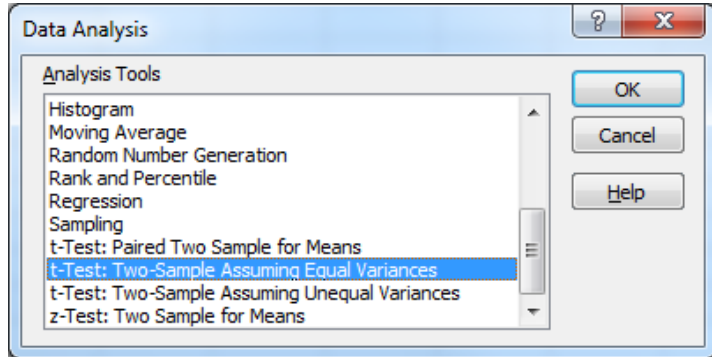 Data Analysis
?
Analysis Tools
Histogram
Moving Average
Random Number Generation
Rank and Percentile
Regression
Sampling
t-Test: Paired Two Sample for Means
t-Test: Two-Sample Assuming Equal Variances
t-Test: Two-Sample Assuming Unequal Variances
z-Test: Two Sample for Means
OK
Cancel
Help